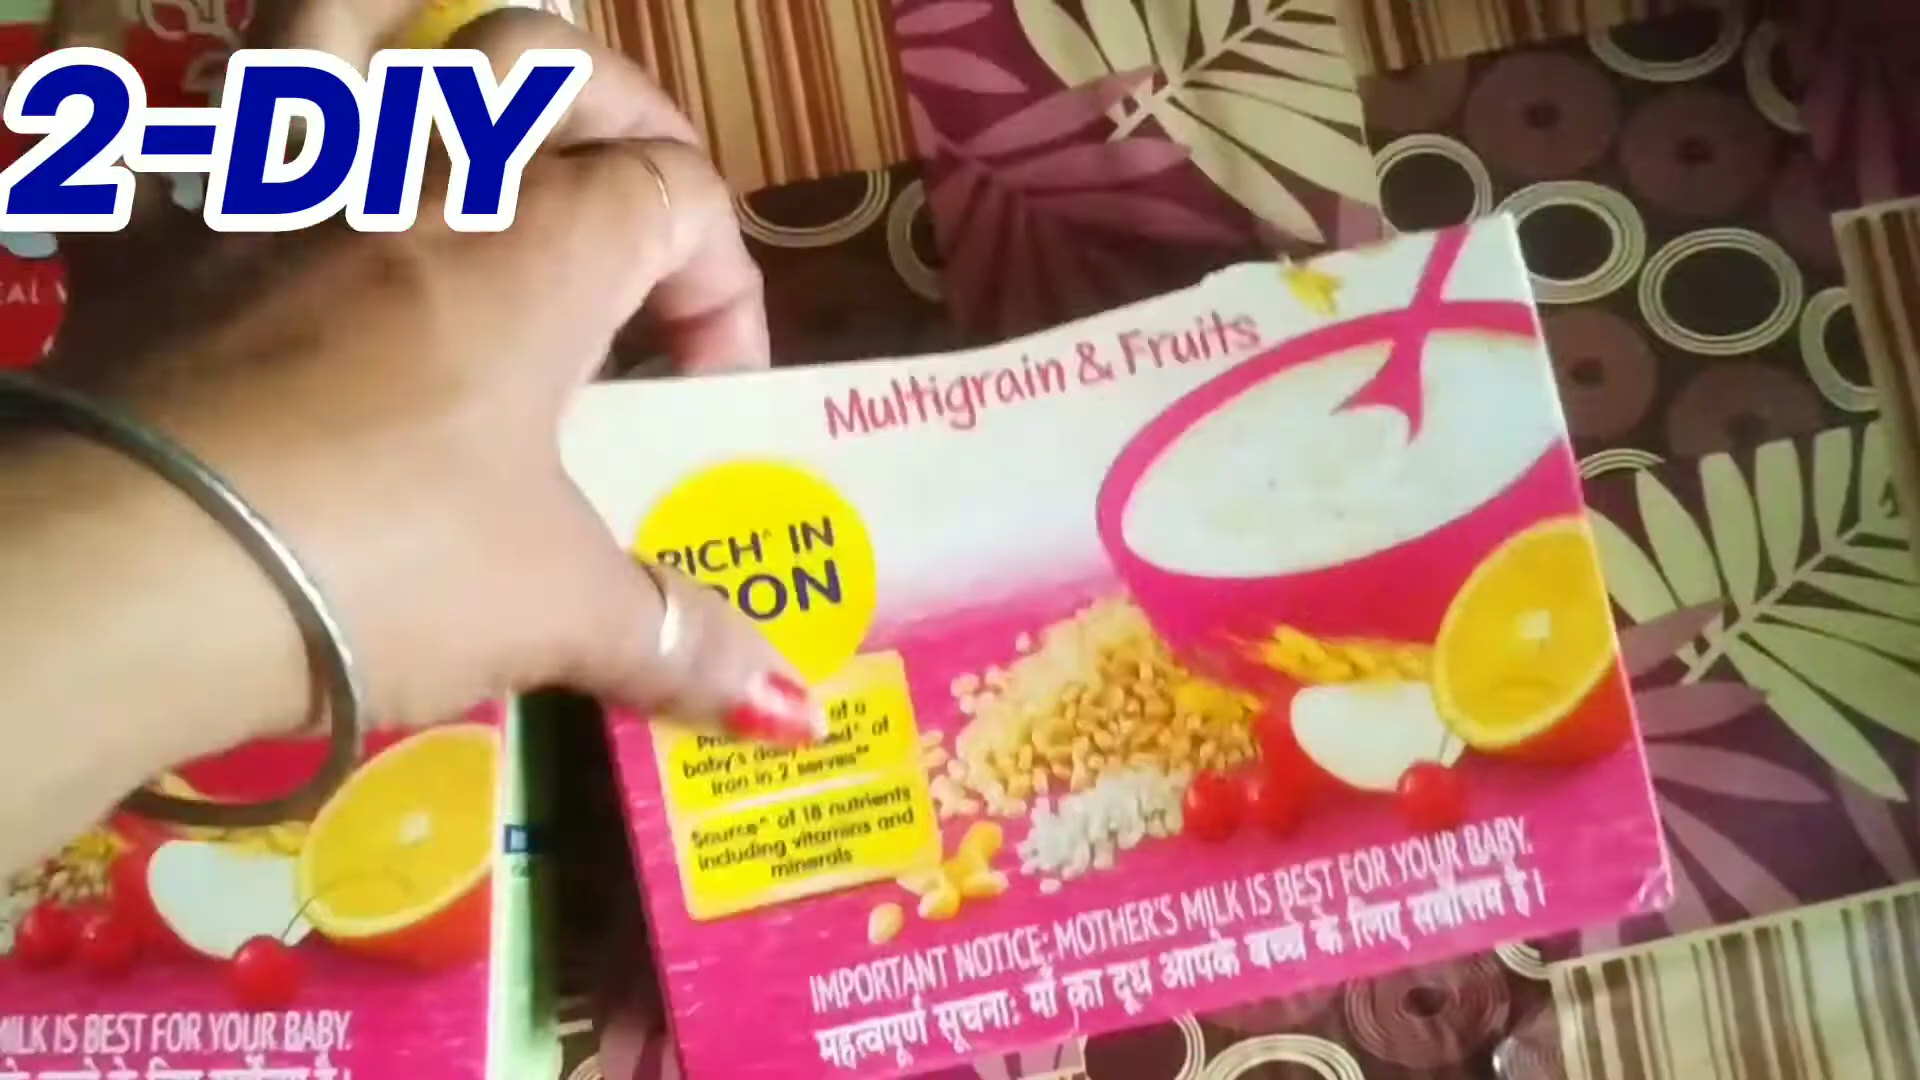 2-DIY
Multigrain & Fruits
RICH^ IN
of a
baby's daily need^ of
iron in 2 serves**
Source^ of 18 nutrients
including vitamins and
minerals
IMPORTANT NOTICE: MOTHER'S MILK IS BEST FOR YOUR BABY.
महत्वपूर्ण सूचना: माँ का दूध आपके बच्चे के लिए सर्वोत्तम है।
MILK IS BEST FOR YOUR BABY.